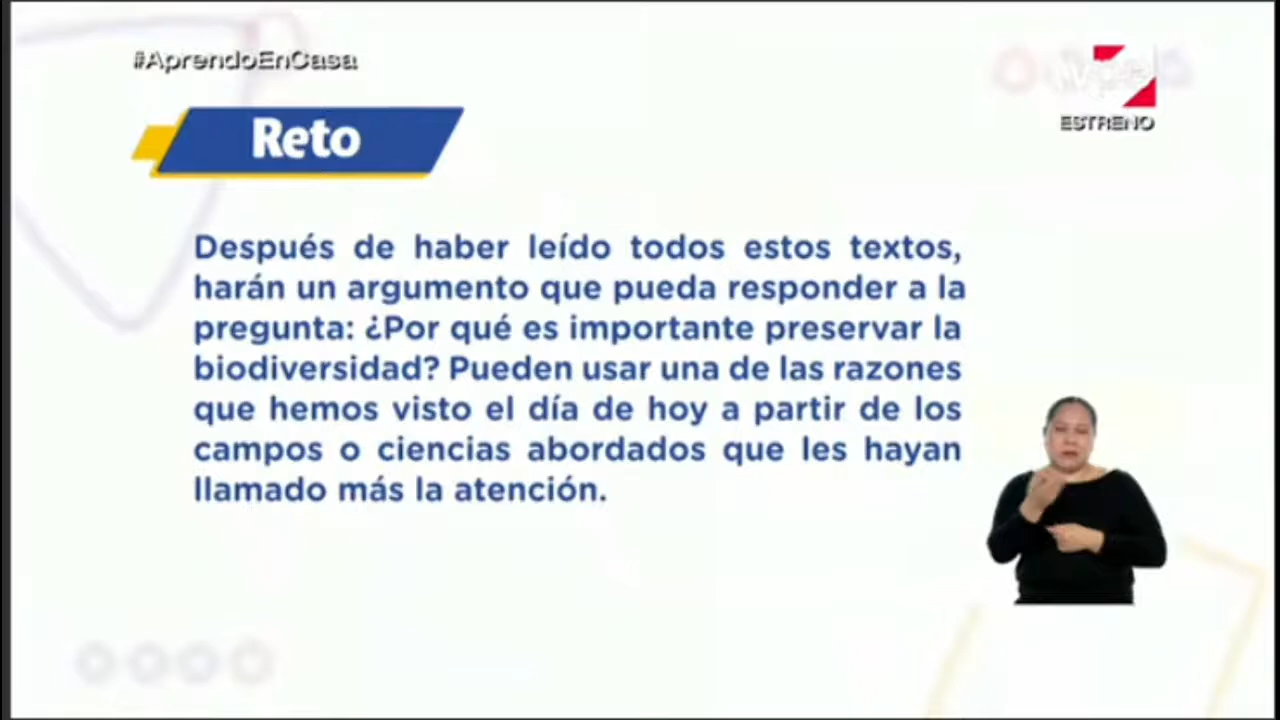 #AprendoEnCasa
ESTRENO
Reto
Después de haber leído todos estos textos,
harán un argumento que pueda responder a la
pregunta: ¿Por qué es importante preservar la
biodiversidad? Pueden usar una de las razones
que hemos visto el día de hoy a partir de los
campos o ciencias abordados que les hayan
llamado más la atención.